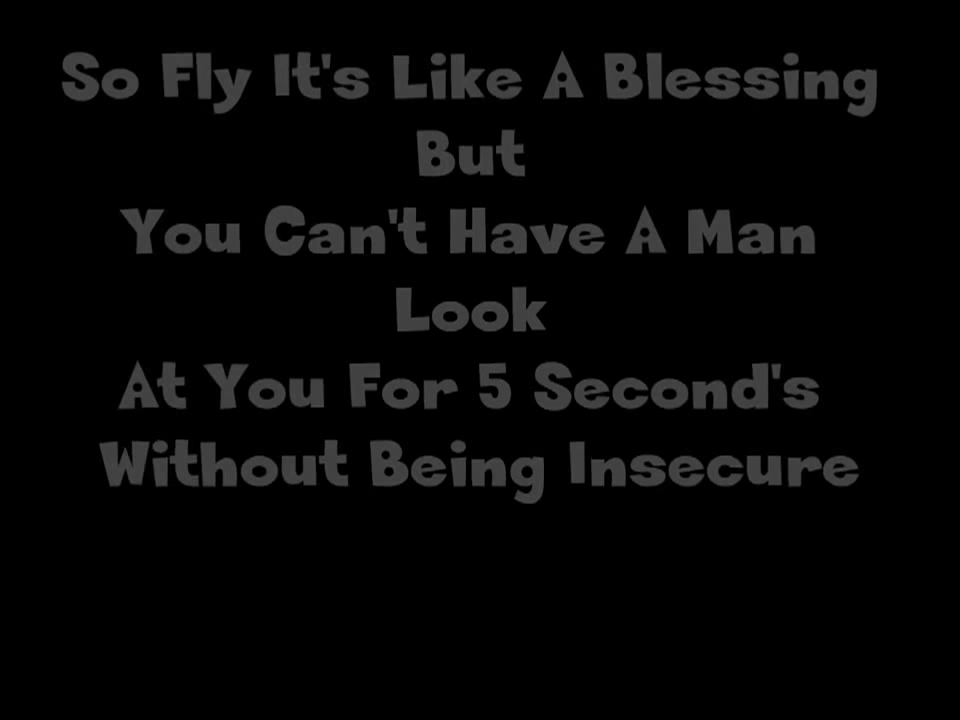 So Fly It's Like A Blessing
But
You Can't Have A Man
Look
At You For 5 Second's
Without Being Insecure